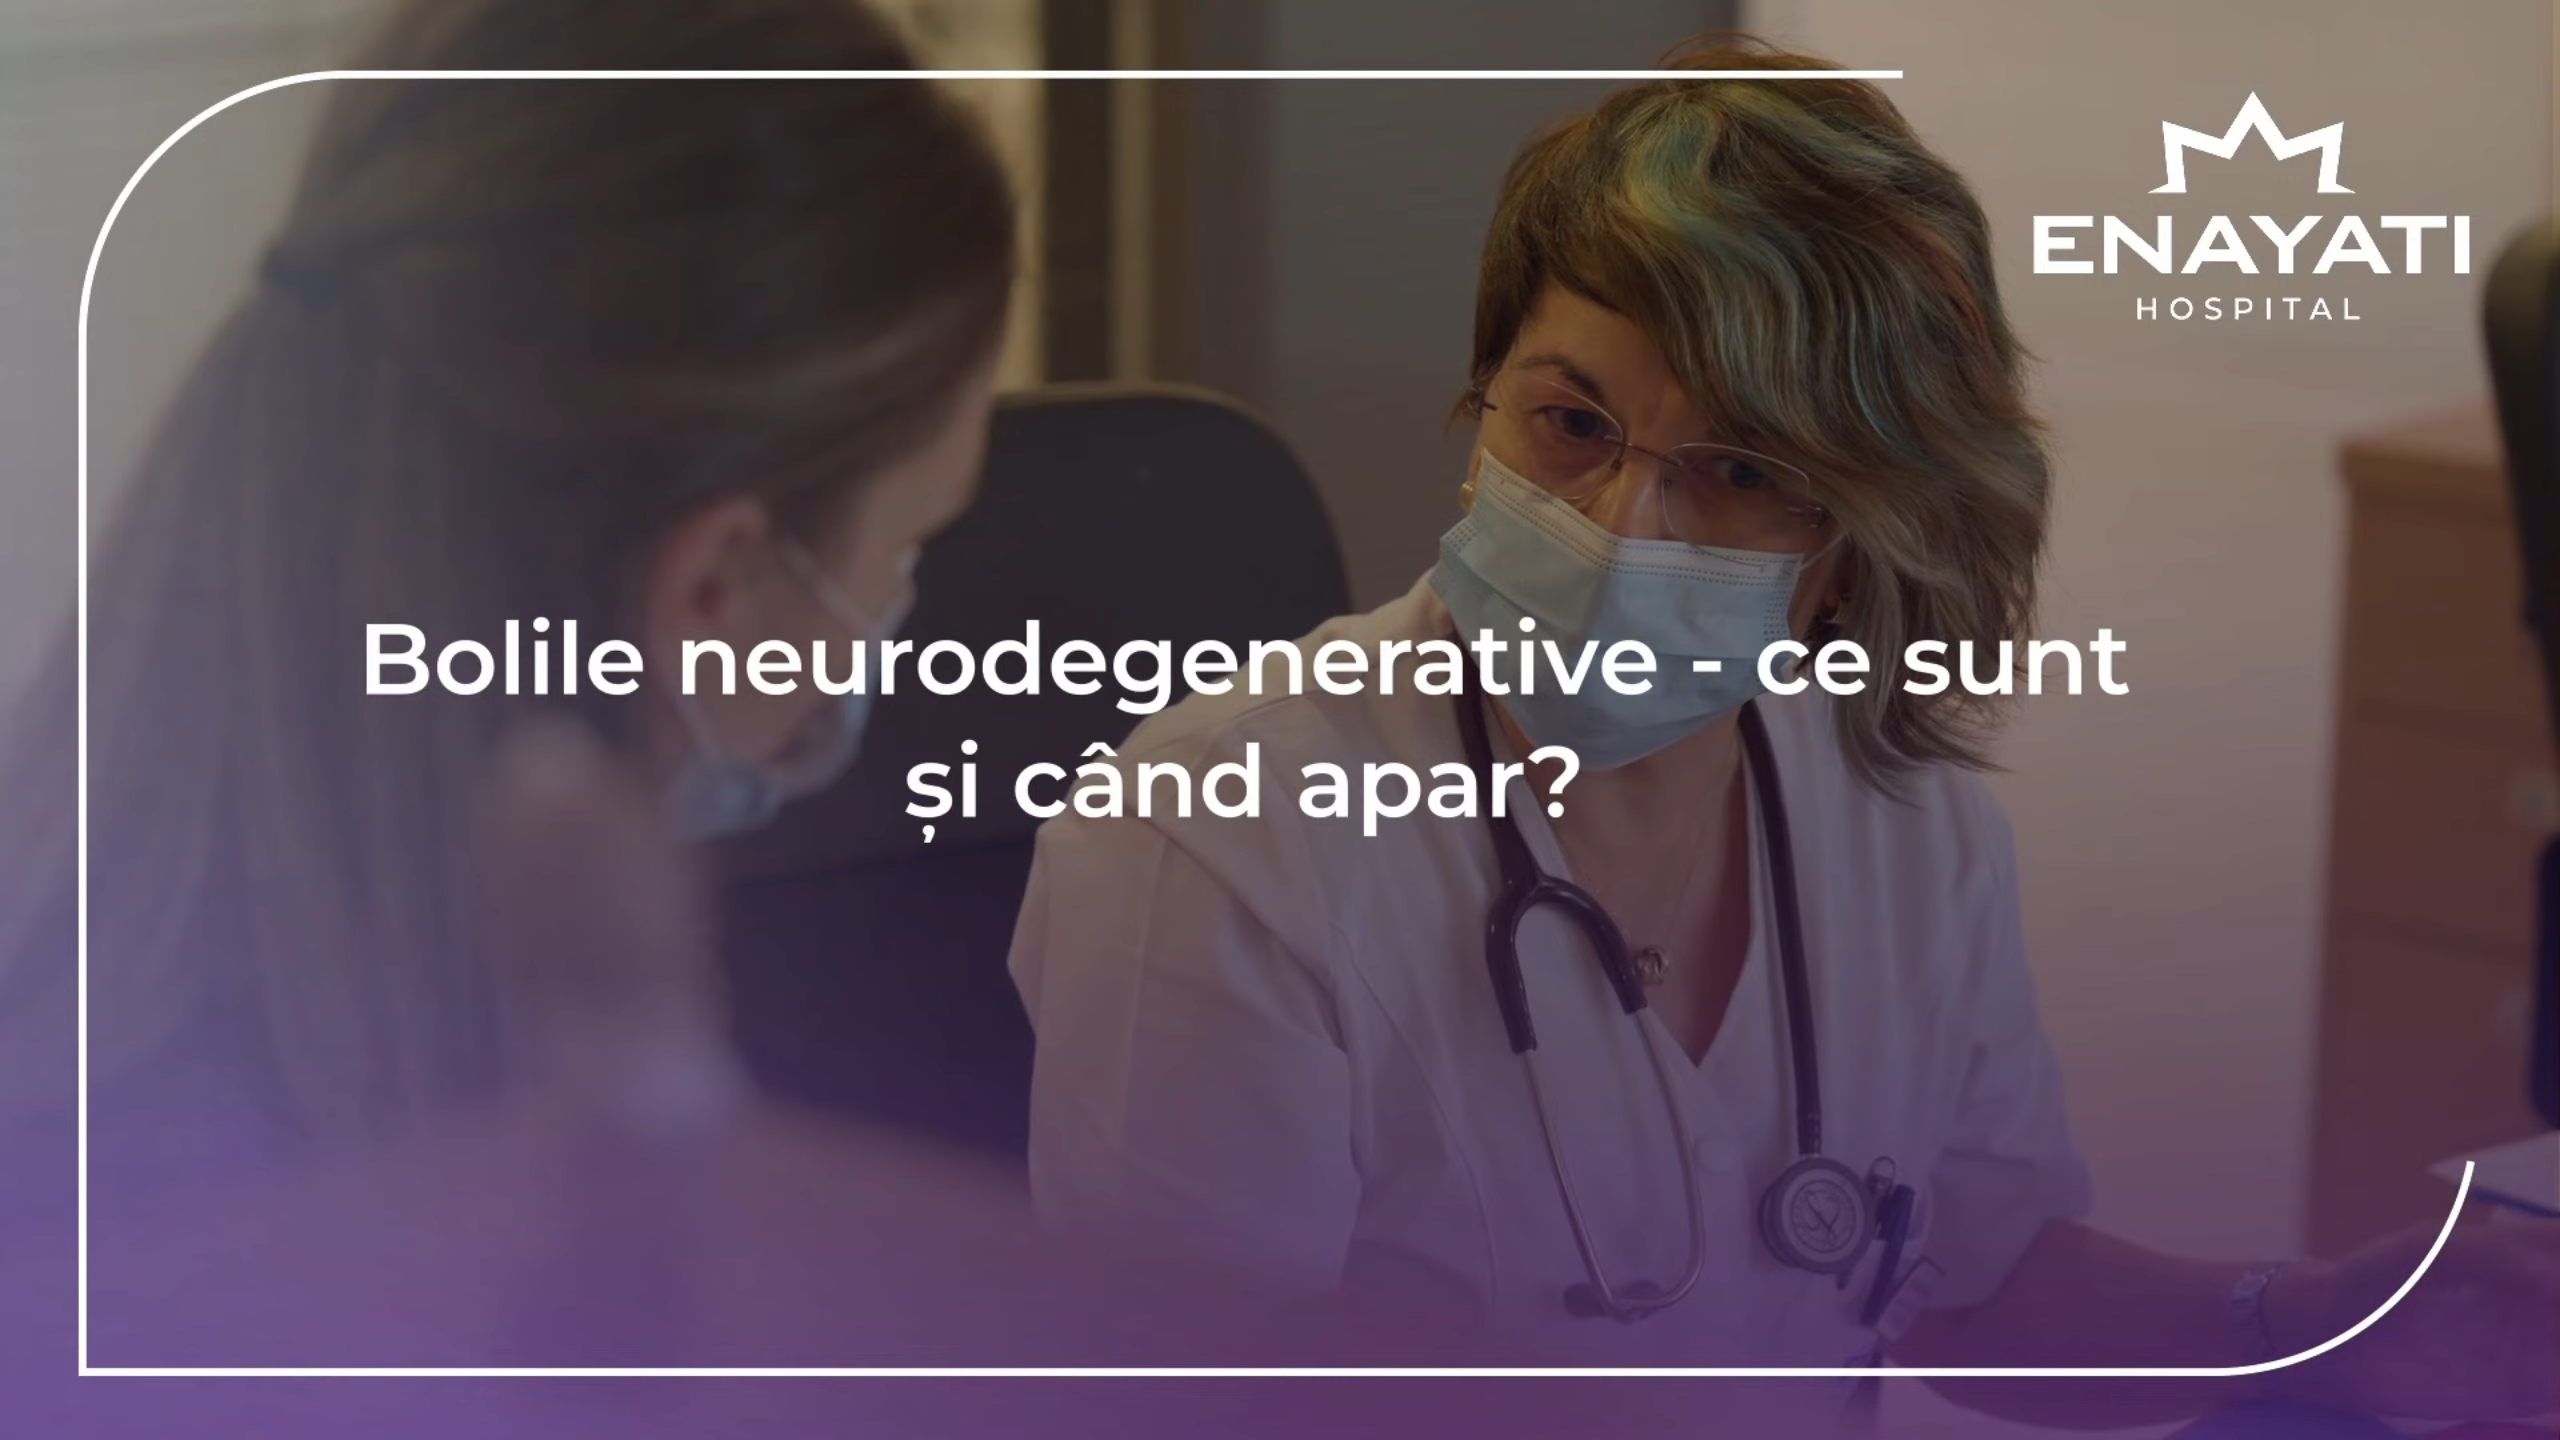 ENAYATI
HOSPITAL
Bolile neurodegenerative - ce sunt
și când apar?